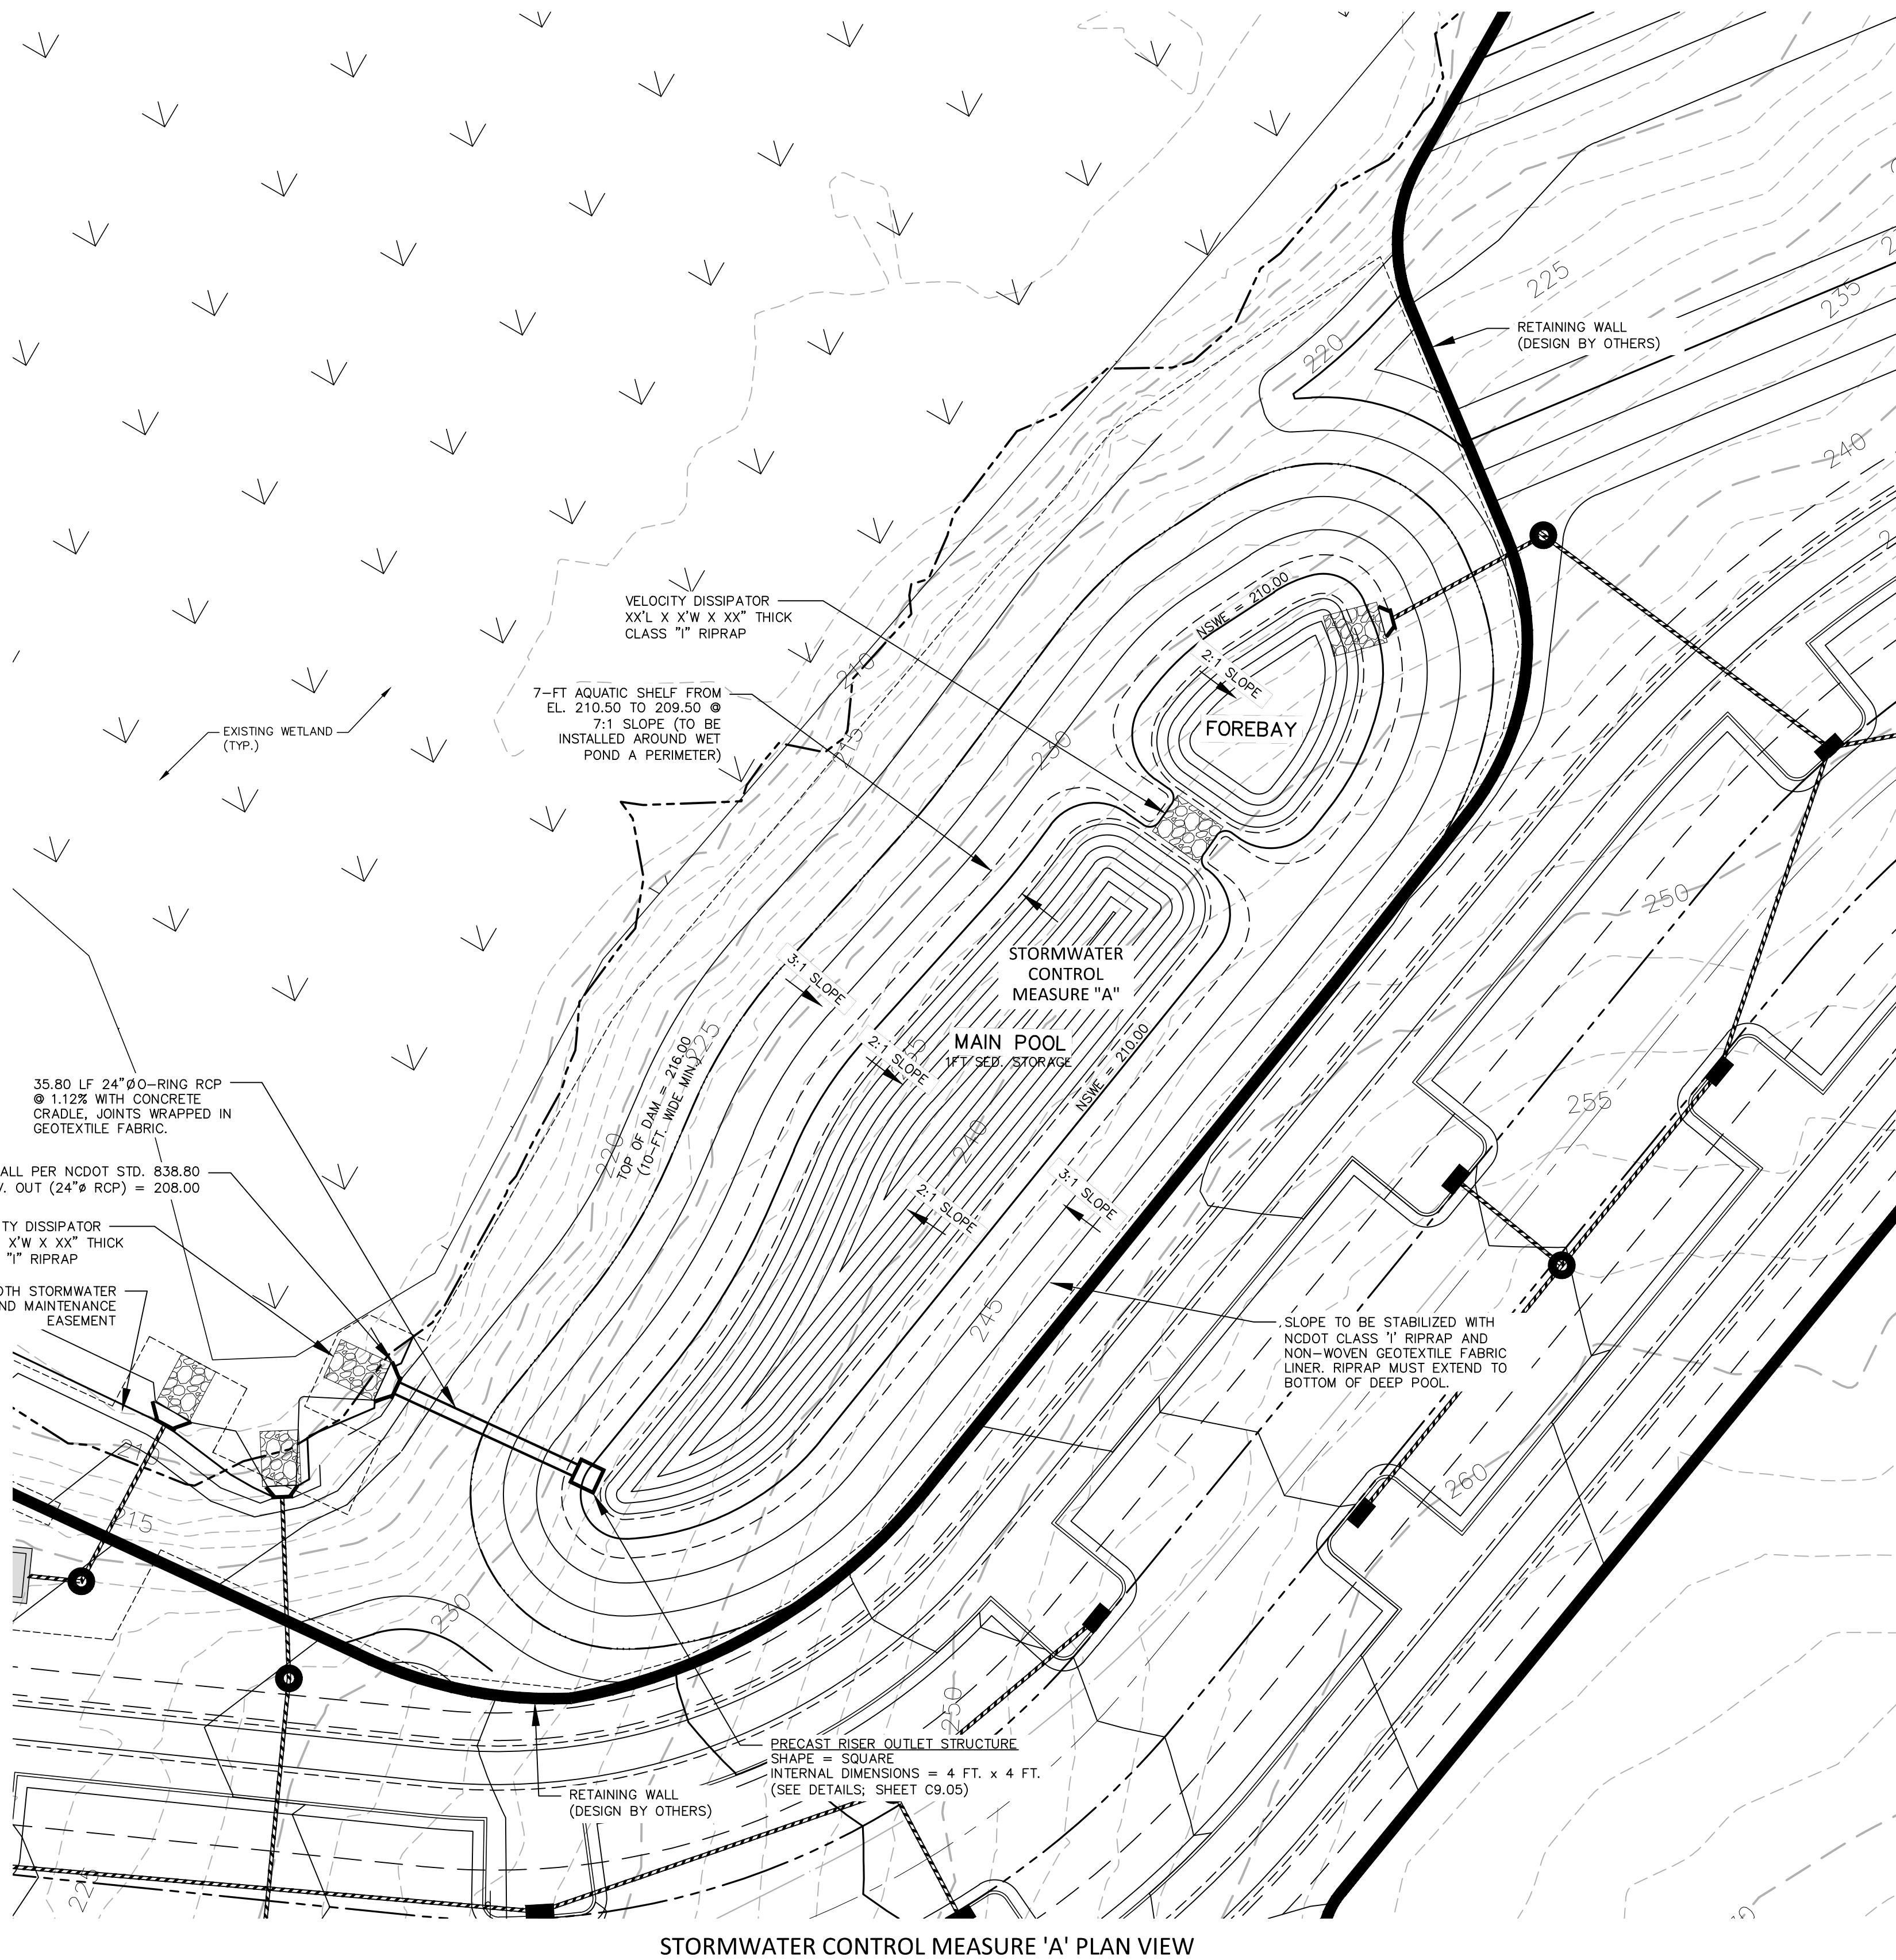 225
235
RETAINING WALL
(DESIGN BY OTHERS)
220
240
VELOCITY DISSIPATOR
XX'L X X'W X XX" THICK
CLASS "I" RIPRAP
NSWE = 210.00
2:1 SLOPE
FOREBAY
210
215
7-FT AQUATIC SHELF FROM
EL. 210.50 TO 209.50 @
7:1 SLOPE (TO BE
INSTALLED AROUND WET
POND A PERIMETER)
EXISTING WETLAND
(TYP.)
230
250
STORMWATER
CONTROL
MEASURE "A"
3:1 SLOPE
MAIN POOL
1FT SED. STORAGE
2:1 SLOPE
NSWE = 210.00
225
TOP OF DAM = 216.00
(10-FT. WIDE MIN.)
220
240
255
35.80 LF 24"Ø O-RING RCP
@ 1.12% WITH CONCRETE
CRADLE, JOINTS WRAPPED IN
GEOTEXTILE FABRIC.
ALL PER NCDOT STD. 838.80
V. OUT (24"Ø RCP) = 208.00
2:1 SLOPE
3:1 SLOPE
TY DISSIPATOR
X'W X XX" THICK
"I" RIPRAP
OTH STORMWATER
ND MAINTENANCE
EASEMENT
245
SLOPE TO BE STABILIZED WITH
NCDOT CLASS 'I' RIPRAP AND
NON-WOVEN GEOTEXTILE FABRIC
LINER. RIPRAP MUST EXTEND TO
BOTTOM OF DEEP POOL.
260
215
230
250
PRECAST RISER OUTLET STRUCTURE
SHAPE = SQUARE
INTERNAL DIMENSIONS = 4 FT. x 4 FT.
(SEE DETAILS; SHEET C9.05)
RETAINING WALL
(DESIGN BY OTHERS)
STORMWATER CONTROL MEASURE 'A' PLAN VIEW